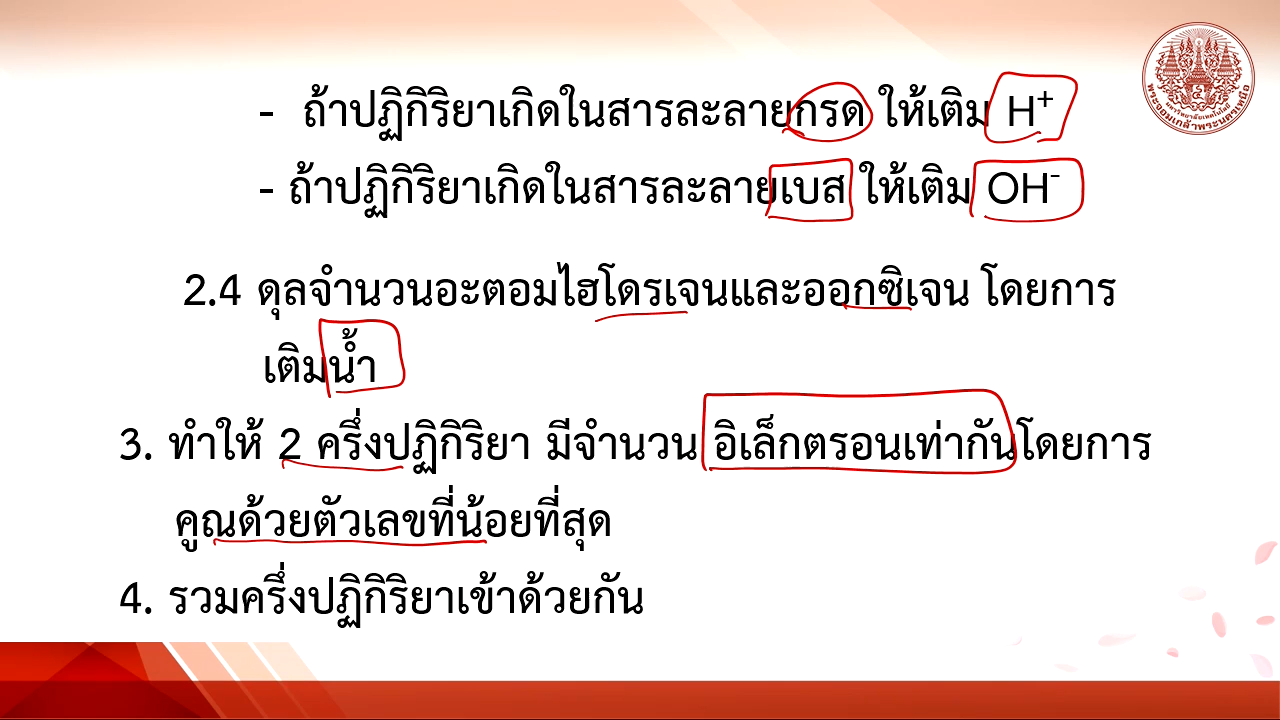 - ถ้าปฏิกิริยาเกิดในสารละลายกรด ให้เติม H⁺
- ถ้าปฏิกิริยาเกิดในสารละลายเบส ให้เติม OH⁻
2.4 ดุลจำนวนอะตอมไฮโดรเจนและออกซิเจน โดยการ
เติมน้ำ
3. ทำให้ 2 ครึ่งปฏิกิริยา มีจำนวน อิเล็กตรอนเท่ากันโดยการ
คูณด้วยตัวเลขที่น้อยที่สุด
4. รวมครึ่งปฏิกิริยาเข้าด้วยกัน